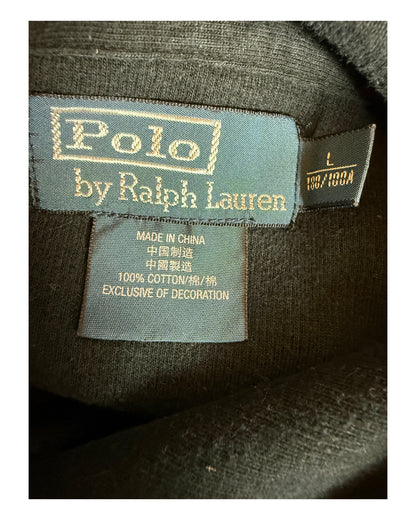 Polo
by Ralph Lauren
L
180/100A
MADE IN CHINA
中国制造
中國製造
100% COTTON/棉/棉
EXCLUSIVE OF DECORATION